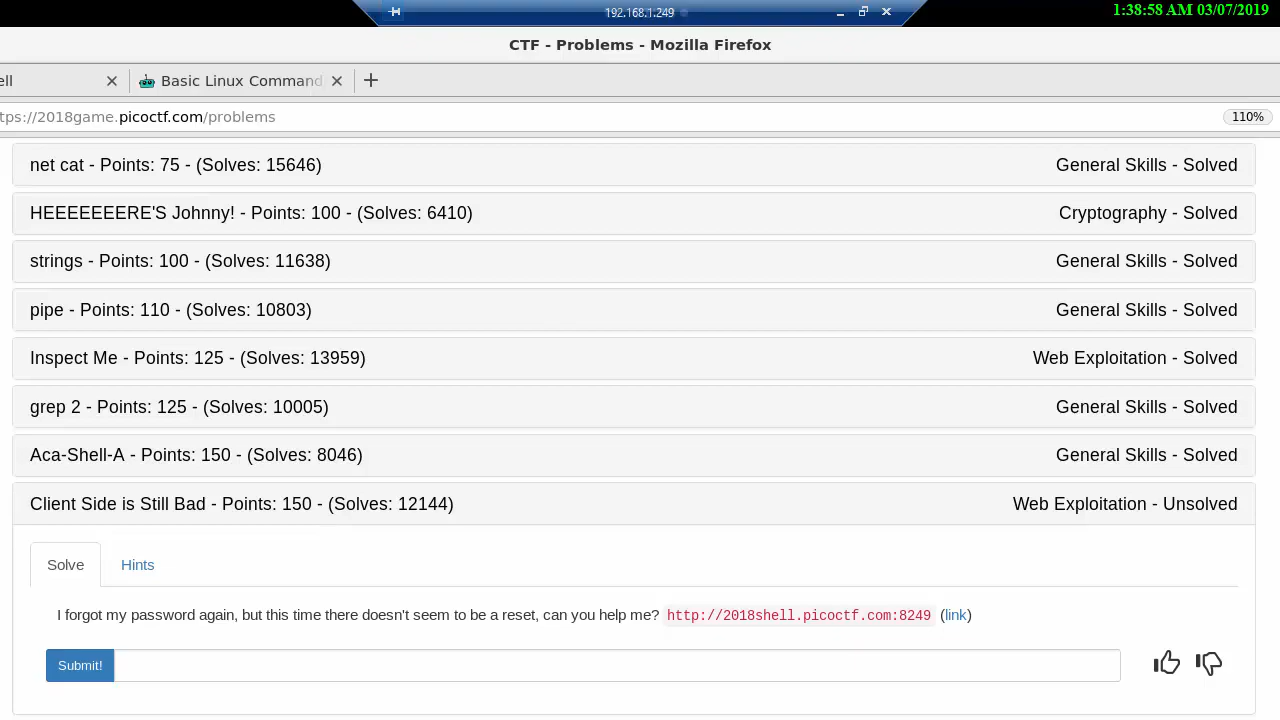 192.168.1.249
1:38:58 AM 03/07/2019
CTF - Problems - Mozilla Firefox
ell
Basic Linux Command
tps://2018game.picoctf.com/problems
110%
net cat - Points: 75 - (Solves: 15646) General Skills - Solved
HEEEEEEERE'S Johnny! - Points: 100 - (Solves: 6410) Cryptography - Solved
strings - Points: 100 - (Solves: 11638) General Skills - Solved
pipe - Points: 110 - (Solves: 10803) General Skills - Solved
Inspect Me - Points: 125 - (Solves: 13959) Web Exploitation - Solved
grep 2 - Points: 125 - (Solves: 10005) General Skills - Solved
Aca-Shell-A - Points: 150 - (Solves: 8046) General Skills - Solved
Client Side is Still Bad - Points: 150 - (Solves: 12144) Web Exploitation - Unsolved
Solve Hints
I forgot my password again, but this time there doesn't seem to be a reset, can you help me? http://2018shell.picoctf.com:8249 (link)
Submit!